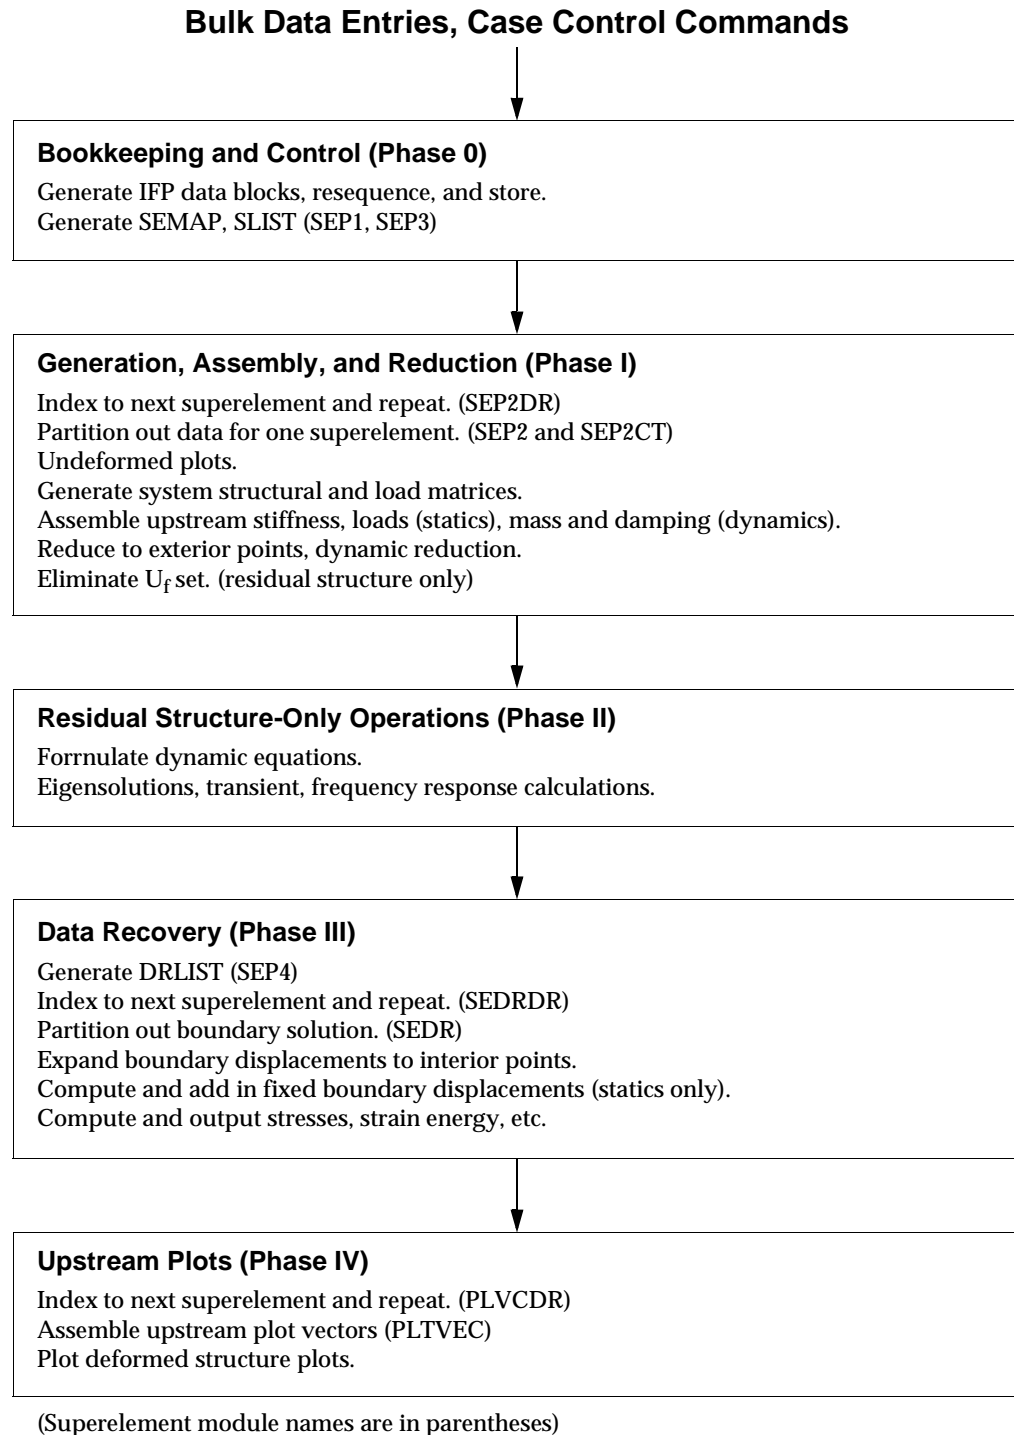 Bulk Data Entries, Case Control Commands
Bookkeeping and Control (Phase 0)
Generate IFP data blocks, resequence, and store.
Generate SEMAP, SLIST (SEP1, SEP3)
Generation, Assembly, and Reduction (Phase I)
Index to next superelement and repeat. (SEP2DR)
Partition out data for one superelement. (SEP2 and SEP2CT)
Undeformed plots.
Generate system structural and load matrices.
Assemble upstream stiffness, loads (statics), mass and damping (dynamics).
Reduce to exterior points, dynamic reduction.
Eliminate Uf set. (residual structure only)
Residual Structure-Only Operations (Phase II)
Forrnulate dynamic equations.
Eigensolutions, transient, frequency response calculations.
Data Recovery (Phase III)
Generate DRLIST (SEP4)
Index to next superelement and repeat. (SEDRDR)
Partition out boundary solution. (SEDR)
Expand boundary displacements to interior points.
Compute and add in fixed boundary displacements (statics only).
Compute and output stresses, strain energy, etc.
Upstream Plots (Phase IV)
Index to next superelement and repeat. (PLVCDR)
Assemble upstream plot vectors (PLTVEC)
Plot deformed structure plots.
(Superelement module names are in parentheses)